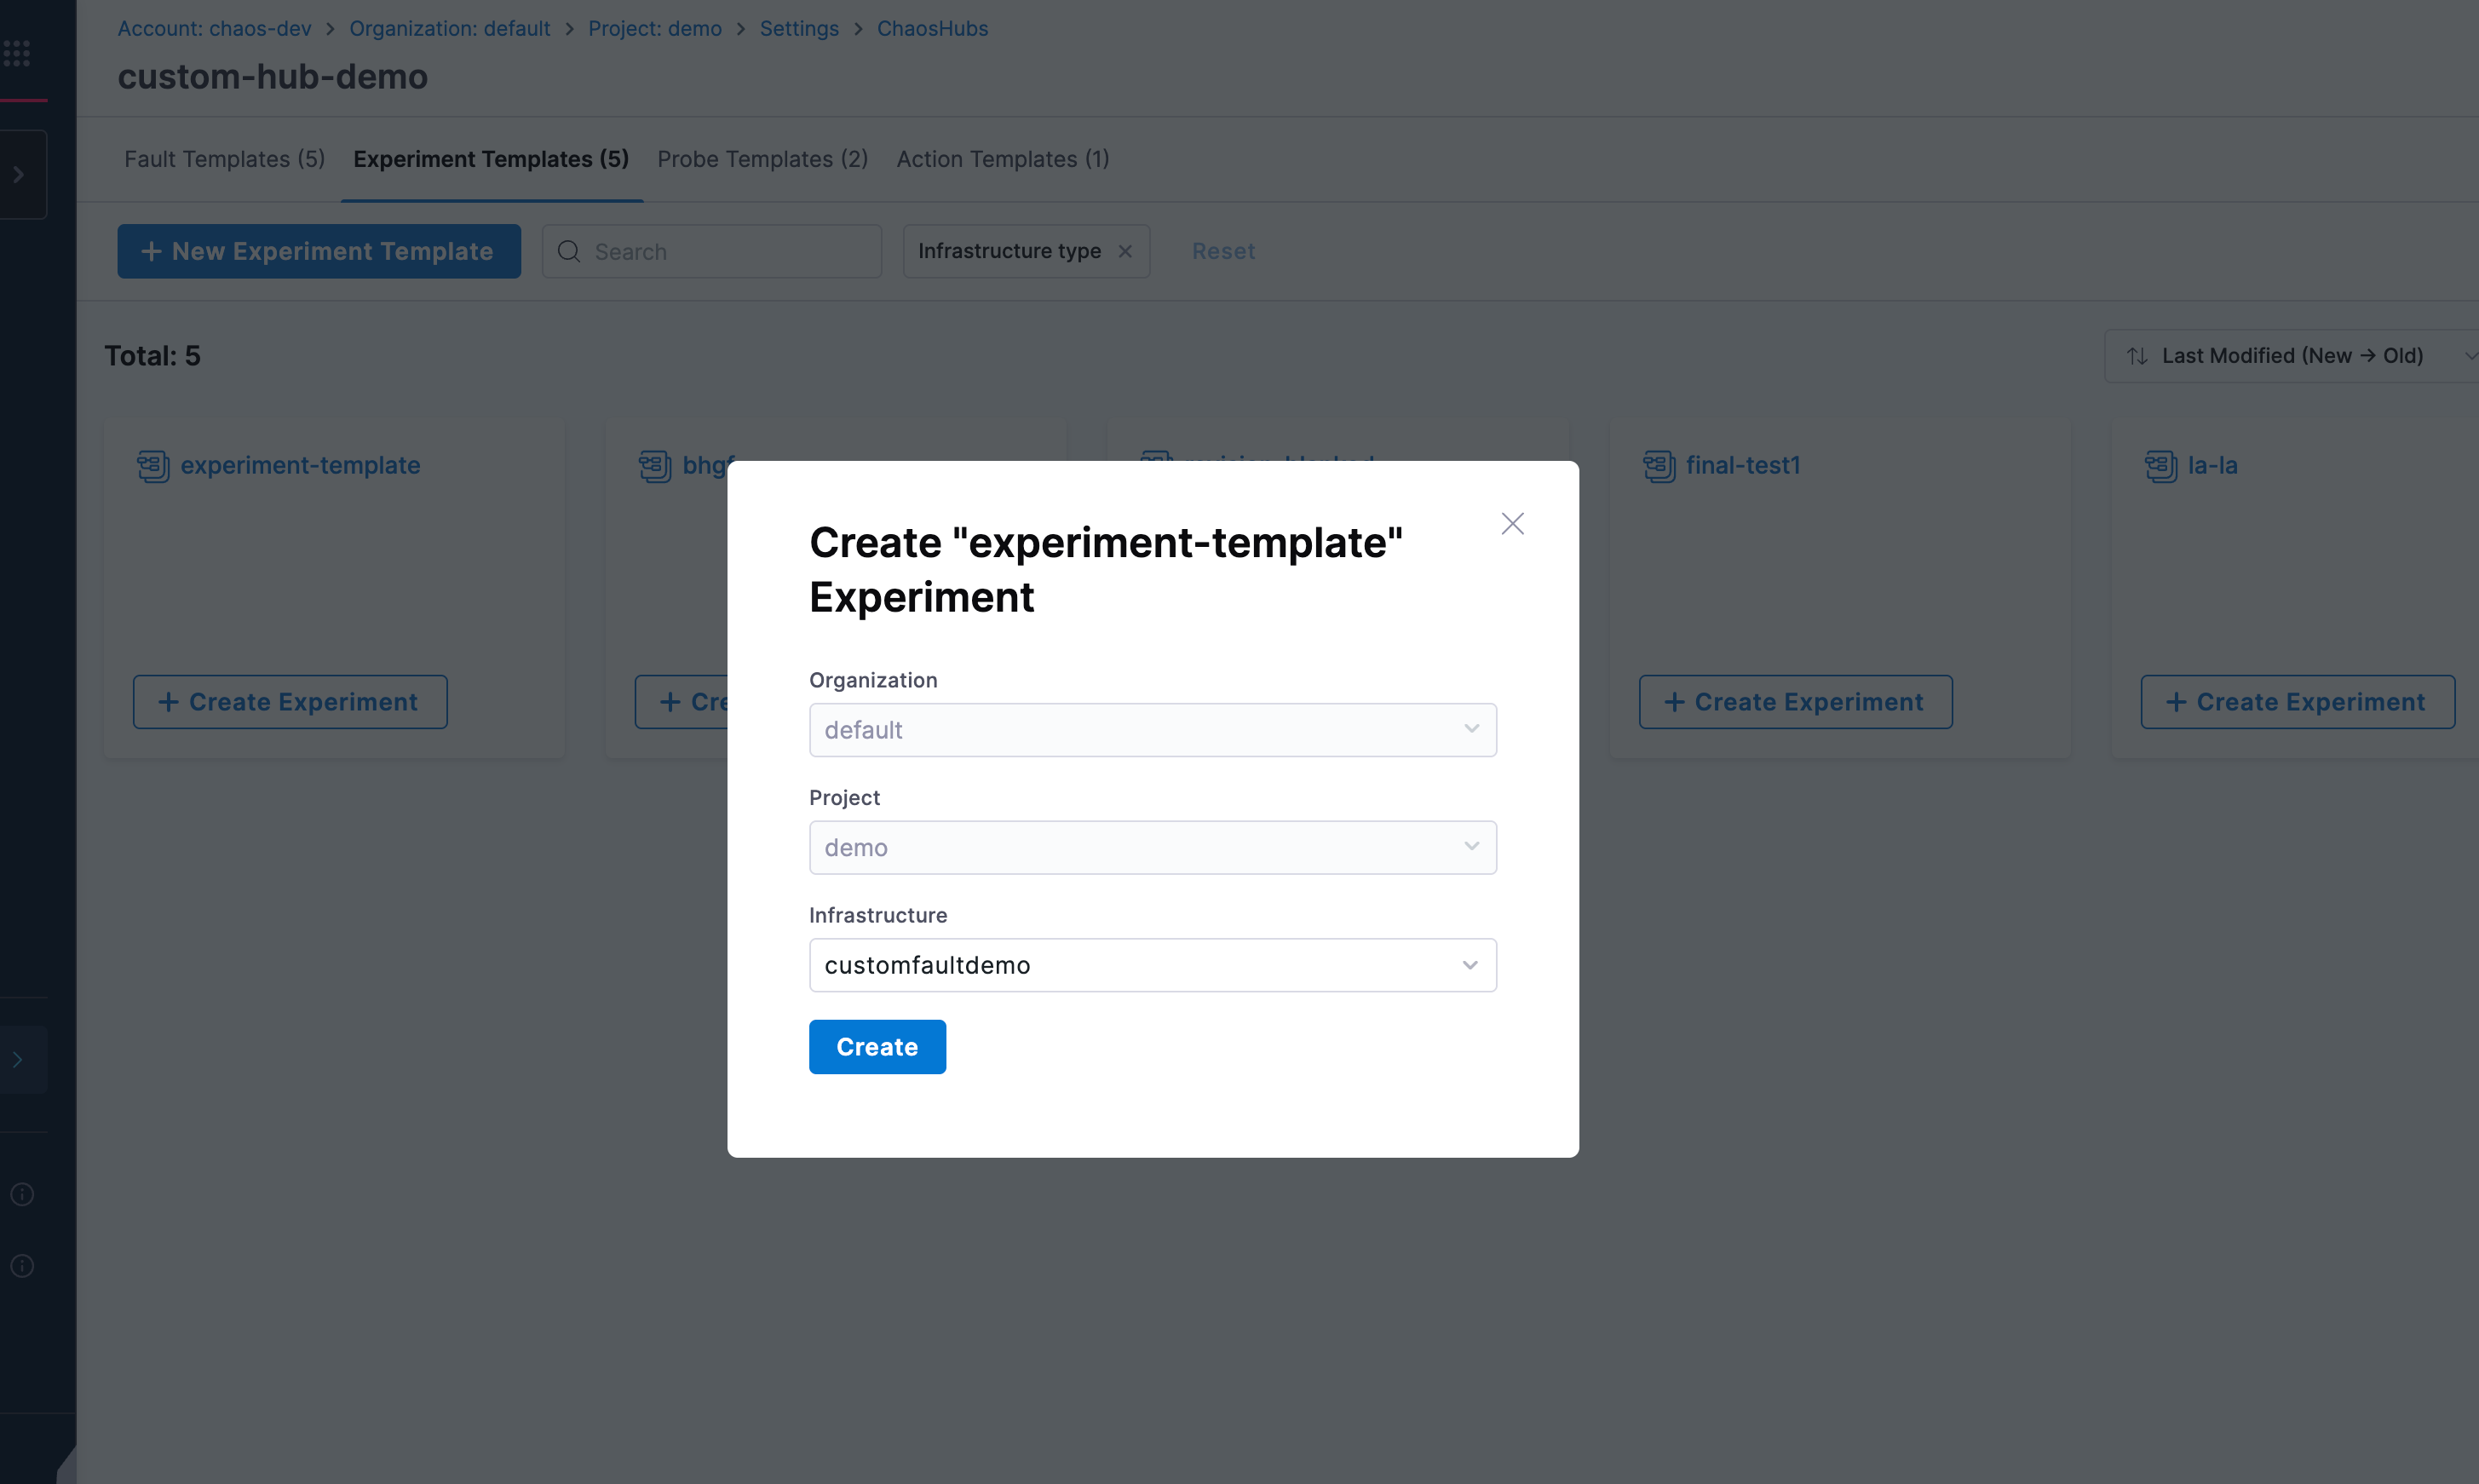 Account: chaos-dev > Organization: default > Project: demo > Settings > ChaosHubs
custom-hub-demo
Fault Templates (5) Experiment Templates (5) Probe Templates (2) Action Templates (1)
+ New Experiment Template Search Infrastructure type × Reset
Total: 5 Last Modified (New → Old)
experiment-template final-test1 la-la
Create "experiment-template"
Experiment
Organization
default
+ Create Experiment + Create Experiment + Create Experiment
Project
demo
Infrastructure
customfaultdemo
Create